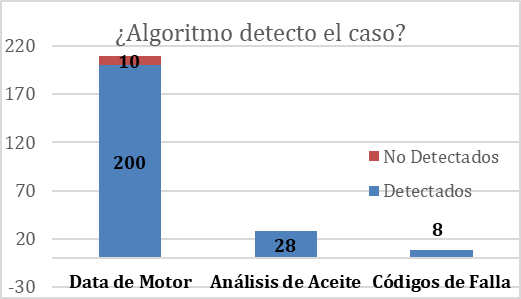 ¿Algoritmo detecto el caso?
220
170
120
70
20
-30
10
200
28
8
No Detectados
Detectados
Data de Motor Análisis de Aceite Códigos de Falla